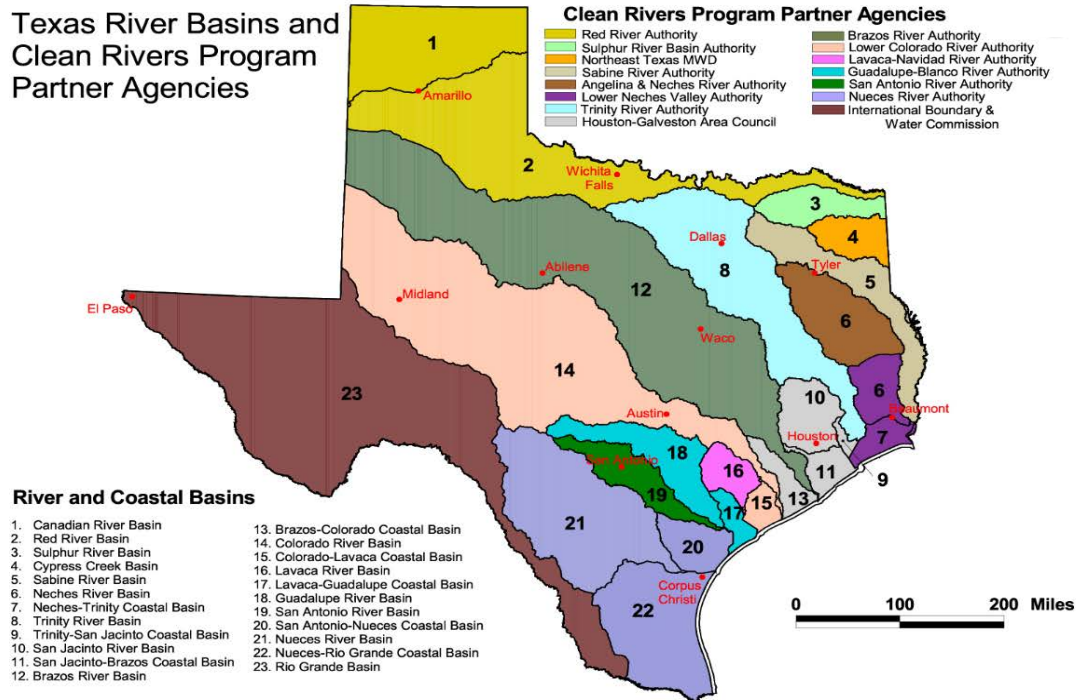 Texas River Basins and
Clean Rivers Program
Partner Agencies
Clean Rivers Program Partner Agencies
Red River Authority
Sulphur River Basin Authority
Northeast Texas MWD
Sabine River Authority
Angelina & Neches River Authority
Lower Neches Valley Authority
Trinity River Authority
Houston-Galveston Area Council
Brazos River Authority
Lower Colorado River Authority
Lavaca-Navidad River Authority
Guadalupe-Blanco River Authority
San Antonio River Authority
Nueces River Authority
International Boundary &
Water Commission
1
Amarillo
2
Wichita
Falls
3
4
Dallas
8
Tyler
5
Abilene
12
Midland
El Paso
6
Waco
14
23
6
10
Austin
Beaumont
Houston
7
18
16
11
9
San Antonio
19
17
15
13
21
20
Corpus
Christi
22
0 100 200 Miles
River and Coastal Basins
1. Canadian River Basin
2. Red River Basin
3. Sulphur River Basin
4. Cypress Creek Basin
5. Sabine River Basin
6. Neches River Basin
7. Neches-Trinity Coastal Basin
8. Trinity River Basin
9. Trinity-San Jacinto Coastal Basin
10. San Jacinto River Basin
11. San Jacinto-Brazos Coastal Basin
12. Brazos River Basin
13. Brazos-Colorado Coastal Basin
14. Colorado River Basin
15. Colorado-Lavaca Coastal Basin
16. Lavaca River Basin
17. Lavaca-Guadalupe Coastal Basin
18. Guadalupe River Basin
19. San Antonio River Basin
20. San Antonio-Nueces Coastal Basin
21. Nueces River Basin
22. Nueces-Rio Grande Coastal Basin
23. Rio Grande Basin